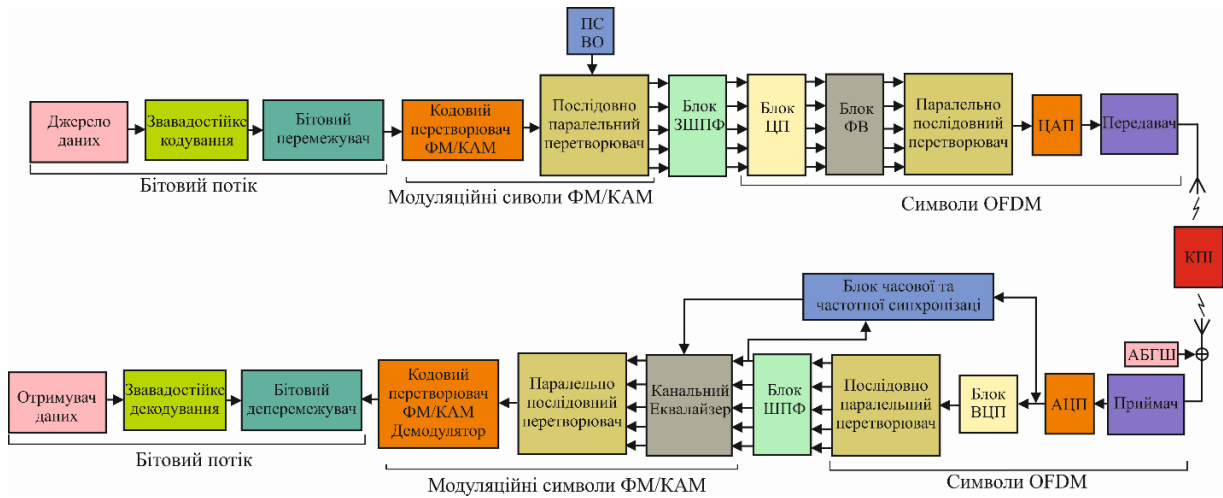 ПС
ВО
Джерело
даних
Звавадостійке
кодування
Бітовий
перемежувач
Кодовий
перетворювач
ФМ/КАМ
Послідовно
паралельний
перетворювач
Блок
ЗШПФ
Блок
ЦП
Блок
ФВ
Паралельно
послідовний
перетворювач
ЦАП
Передавач
Бітовий потік
Модуляційні сиволи ФМ/КАМ
Символи OFDM
КПІ
Блок часової та
частотної синхронізаці
АБГШ
Отримувач
даних
Звавадостійке
декодування
Бітовий
деперемежувач
Кодовий
перетворювач
ФМ/КАМ
Демодулятор
Паралельно
послідовний
перетворювач
Канальний
Еквалайзер
Блок
ШПФ
Послідовно
паралельний
перетворювач
Блок
ВЦП
АЦП
Приймач
Бітовий потік
Модуляційні символи ФМ/КАМ
Символи OFDM